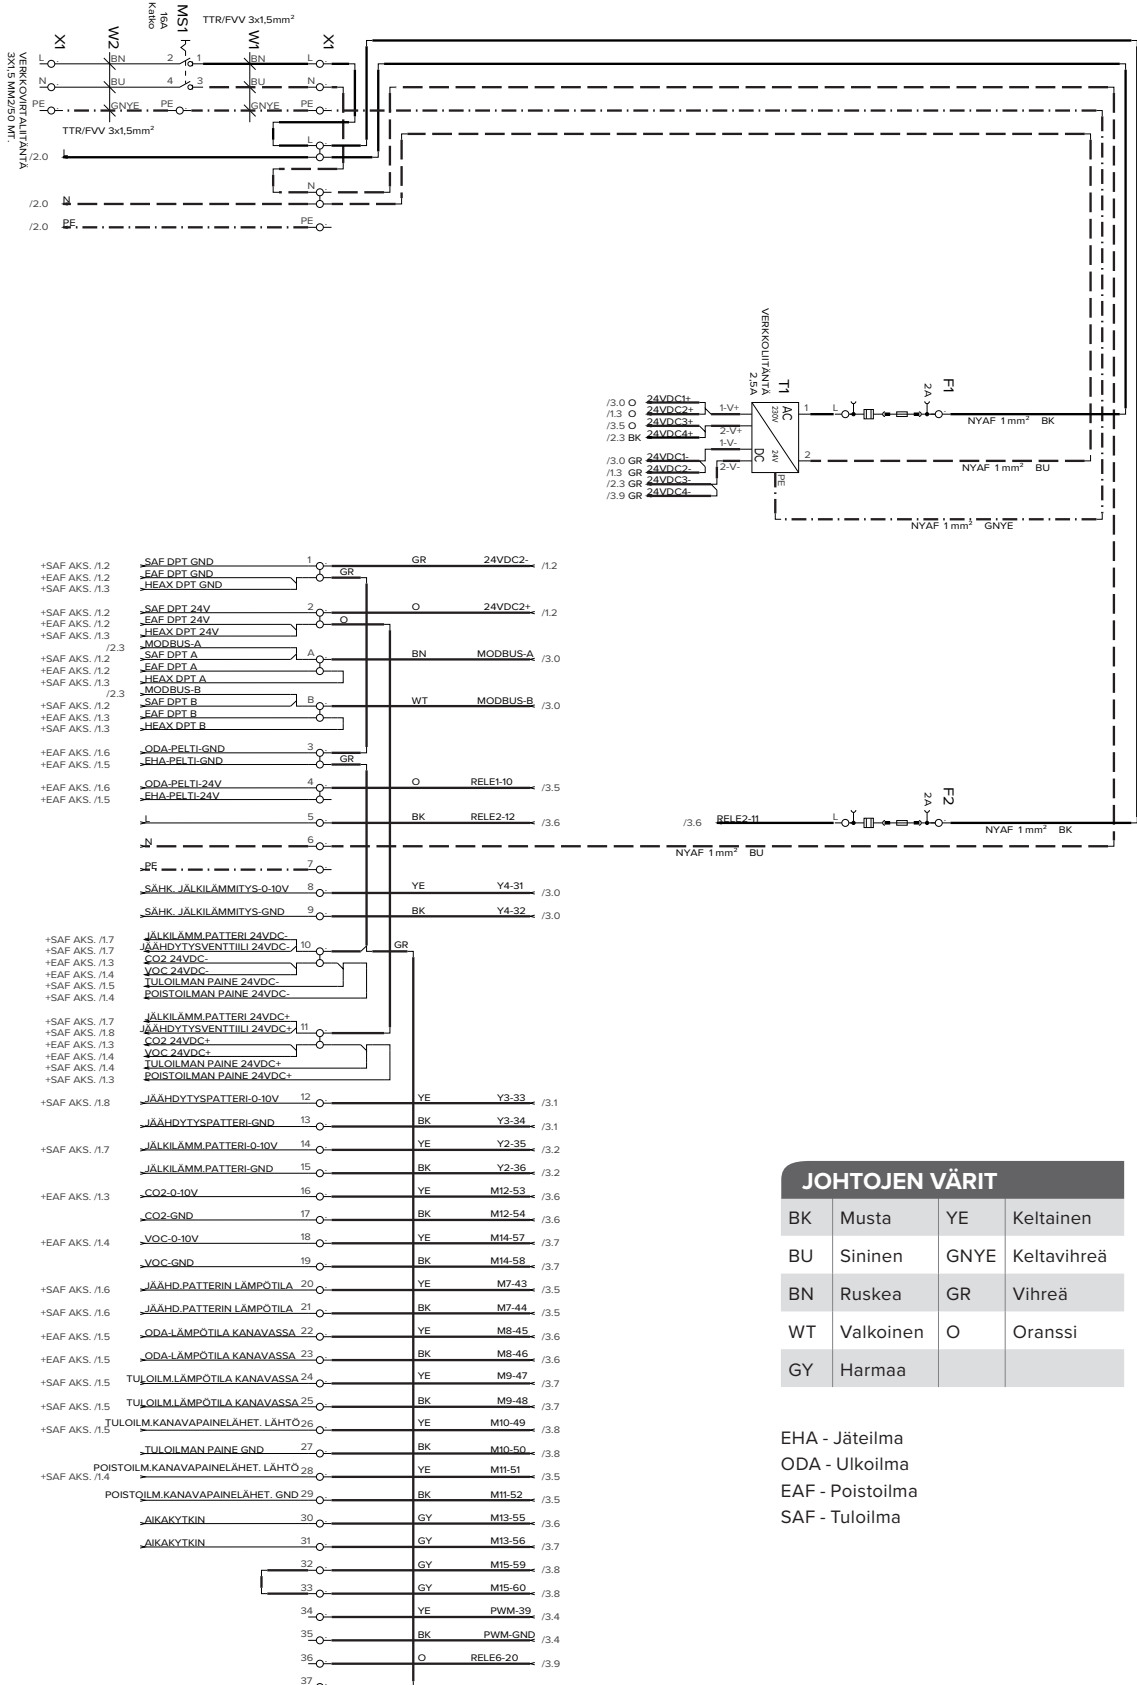 MS1
16A
Katko
TTR/FVV 3x1,5mm²
X1
W2
W1
X1
L BN 2 1 BN L
N BU 4 3 BU N
PE GNYE PE GNYE PE
TTR/FVV 3x1,5mm²
VERKKOVIRTALIITÄNTÄ
3X1,5 MM2/50 MT.
L
/2.0 L
N
/2.0 N
/2.0 PE PE
VERKKOLIITÄNTÄ
2,5A
T1
F1
2A
/3.0 O 24VDC1+
/1.3 O 24VDC2+ 1-V+
/3.5 O 24VDC3+
/2.3 BK 24VDC4+ 2-V+
1-V-
/3.0 GR 24VDC1-
/1.3 GR 24VDC2- 2-V-
/2.3 GR 24VDC3-
/3.9 GR 24VDC4-
AC
230V
24V
DC
1 L
2
PE
NYAF 1 mm² BK
NYAF 1 mm² BU
NYAF 1 mm² GNYE
+SAF AKS. /1.2 SAF DPT GND 1 GR 24VDC2- /1.2
+EAF AKS. /1.2 EAF DPT GND GR
+SAF AKS. /1.3 HEAX DPT GND
+SAF AKS. /1.2 SAF DPT 24V 2 O 24VDC2+ /1.2
+EAF AKS. /1.2 EAF DPT 24V O
+SAF AKS. /1.3 HEAX DPT 24V
/2.3 MODBUS-A
+SAF AKS. /1.2 SAF DPT A A BN MODBUS-A /3.0
+EAF AKS. /1.2 EAF DPT A
+SAF AKS. /1.3 HEAX DPT A
/2.3 MODBUS-B
+SAF AKS. /1.2 SAF DPT B B WT MODBUS-B /3.0
+EAF AKS. /1.3 EAF DPT B
+SAF AKS. /1.3 HEAX DPT B
+EAF AKS. /1.6 ODA-PELTI-GND 3
+EAF AKS. /1.5 EHA-PELTI-GND GR
+EAF AKS. /1.6 ODA-PELTI-24V 4 O RELE1-10 /3.5
+EAF AKS. /1.5 EHA-PELTI-24V
L 5 BK RELE2-12 /3.6
F2
2A
/3.6 RELE2-11 L
NYAF 1 mm² BK
N 6
NYAF 1 mm² BU
PE 7
SÄHK. JÄLKILÄMMITYS-0-10V 8 YE Y4-31 /3.0
SÄHK. JÄLKILÄMMITYS-GND 9 BK Y4-32 /3.0
+SAF AKS. /1.7 JÄLKILÄMM.PATTERI 24VDC-
+SAF AKS. /1.7 JÄÄHDYTYSVENTTIILI 24VDC- 10 GR
+EAF AKS. /1.3 CO2 24VDC-
+EAF AKS. /1.4 VOC 24VDC-
+SAF AKS. /1.5 TULOILMAN PAINE 24VDC-
+SAF AKS. /1.4 POISTOILMAN PAINE 24VDC-
+SAF AKS. /1.7 JÄLKILÄMM.PATTERI 24VDC+
+SAF AKS. /1.8 JÄÄHDYTYSVENTTIILI 24VDC+ 11
+EAF AKS. /1.3 CO2 24VDC+
+EAF AKS. /1.4 VOC 24VDC+
+SAF AKS. /1.4 TULOILMAN PAINE 24VDC+
+SAF AKS. /1.3 POISTOILMAN PAINE 24VDC+
+SAF AKS. /1.8 JÄÄHDYTYSPATTERI-0-10V 12 YE Y3-33 /3.1
JÄÄHDYTYSPATTERI-GND 13 BK Y3-34 /3.1
+SAF AKS. /1.7 JÄLKILÄMM.PATTERI-0-10V 14 YE Y2-35 /3.2
JÄLKILÄMM.PATTERI-GND 15 BK Y2-36 /3.2
+EAF AKS. /1.3 CO2-0-10V 16 YE M12-53 /3.6
CO2-GND 17 BK M12-54 /3.6
+EAF AKS. /1.4 VOC-0-10V 18 YE M14-57 /3.7
VOC-GND 19 BK M14-58 /3.7
+SAF AKS. /1.6 JÄÄHD.PATTERIN LÄMPÖTILA 20 YE M7-43 /3.5
+SAF AKS. /1.6 JÄÄHD.PATTERIN LÄMPÖTILA 21 BK M7-44 /3.5
+EAF AKS. /1.5 ODA-LÄMPÖTILA KANAVASSA 22 YE M8-45 /3.6
+EAF AKS. /1.5 ODA-LÄMPÖTILA KANAVASSA 23 BK M8-46 /3.6
+SAF AKS. /1.5 TULOILM.LÄMPÖTILA KANAVASSA 24 YE M9-47 /3.7
+SAF AKS. /1.5 TULOILM.LÄMPÖTILA KANAVASSA 25 BK M9-48 /3.7
+SAF AKS. /1.5 TULOILM.KANAVAPAINELÄHET. LÄHTÖ 26 YE M10-49 /3.8
TULOILMAN PAINE GND 27 BK M10-50 /3.8
+SAF AKS. /1.4 POISTOILM.KANAVAPAINELÄHET. LÄHTÖ 28 YE M11-51 /3.5
POISTOILM.KANAVAPAINELÄHET. GND 29 BK M11-52 /3.5
AIKAKYTKIN 30 GY M13-55 /3.6
AIKAKYTKIN 31 GY M13-56 /3.7
32 GY M15-59 /3.8
33 GY M15-60 /3.8
34 YE PWM-39 /3.4
35 BK PWM-GND /3.4
36 O RELE6-20 /3.9
37
JOHTOJEN VÄRIT
BK Musta YE Keltainen
BU Sininen GNYE Keltavihreä
BN Ruskea GR Vihreä
WT Valkoinen O Oranssi
GY Harmaa
EHA - Jäteilma
ODA - Ulkoilma
EAF - Poistoilma
SAF - Tuloilma